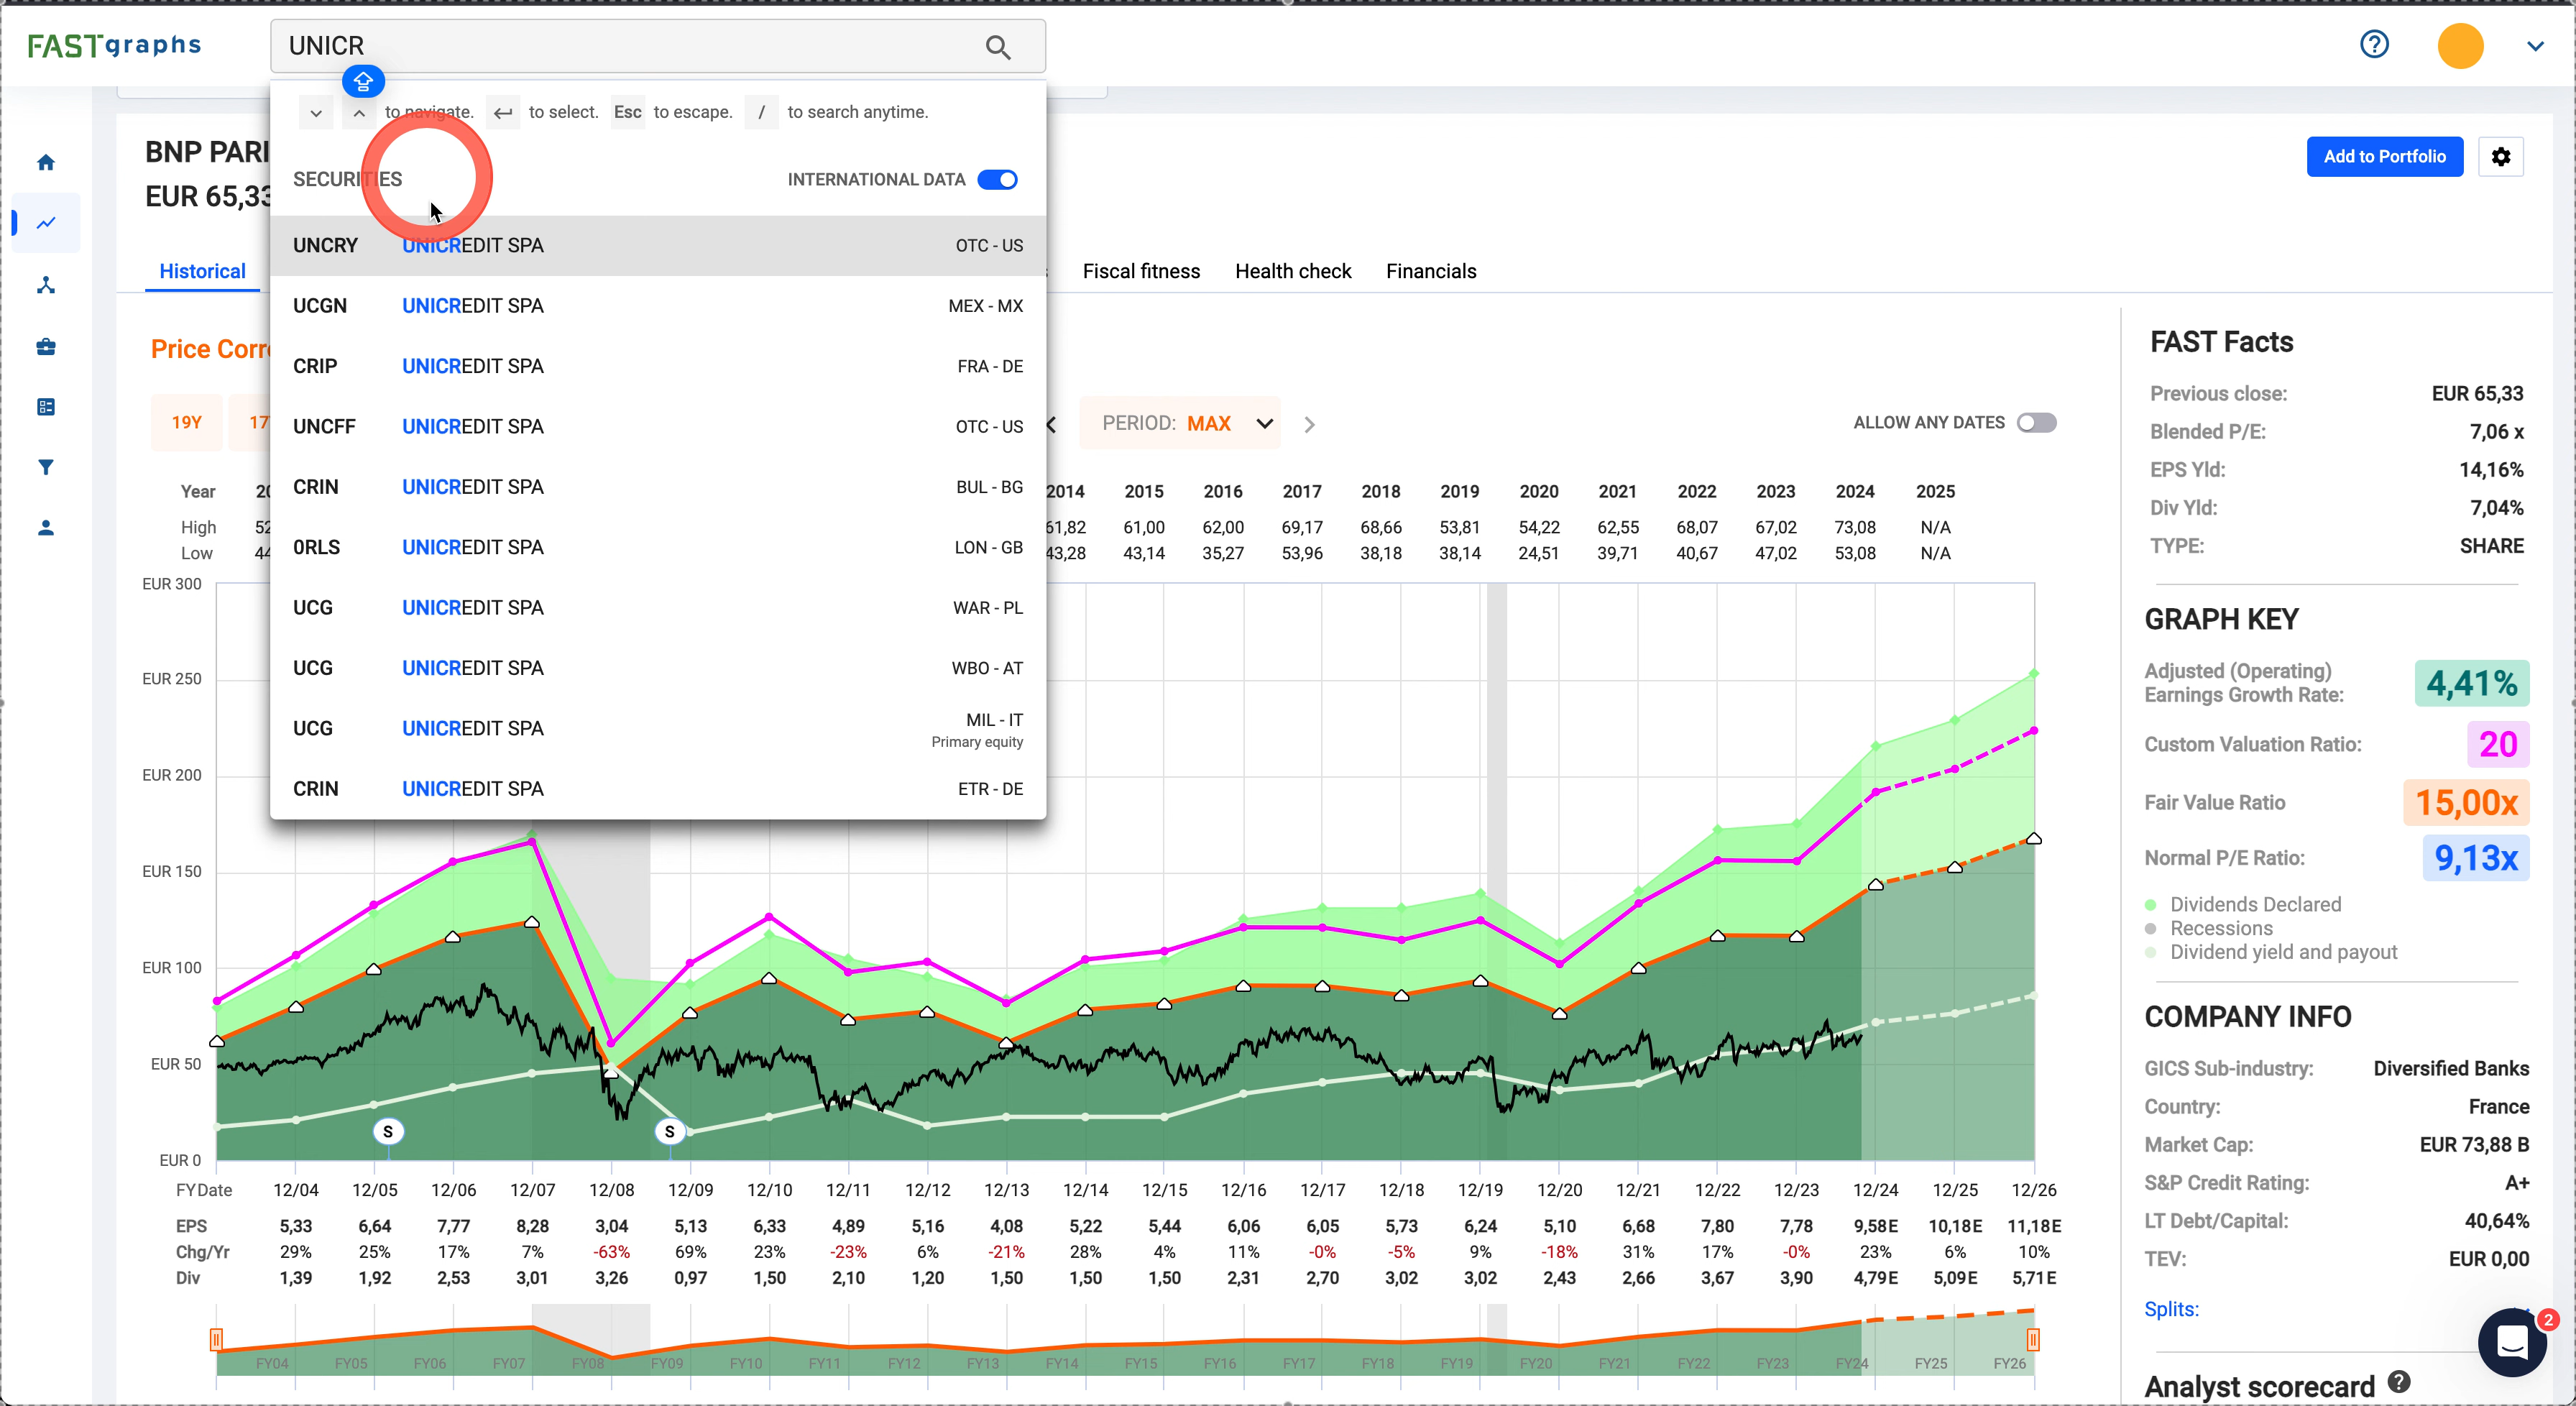 FASTgraphs
UNICR
to navigate. to select. Esc to escape. / to search anytime.
SECURITIES INTERNATIONAL DATA
UNCRY UNICREDIT SPA OTC - US
UCGN UNICREDIT SPA MEX - MX
CRIP UNICREDIT SPA FRA - DE
UNCFF UNICREDIT SPA OTC - US
CRIN UNICREDIT SPA BUL - BG
0RLS UNICREDIT SPA LON - GB
UCG UNICREDIT SPA WAR - PL
UCG UNICREDIT SPA WBO - AT
UCG UNICREDIT SPA MIL - IT
Primary equity
CRIN UNICREDIT SPA ETR - DE
BNP PARI
EUR 65,33
Add to Portfolio
Historical Fiscal fitness Health check Financials
Price Corr
19Y 17 PERIOD: MAX ALLOW ANY DATES
Year 20 2014 2015 2016 2017 2018 2019 2020 2021 2022 2023 2024 2025
High 52 61,82 61,00 62,00 69,17 68,66 53,81 54,22 62,55 68,07 67,02 73,08 N/A
Low 44 43,28 43,14 35,27 53,96 38,18 38,14 24,51 39,71 40,67 47,02 53,08 N/A
EUR 300
EUR 250
EUR 200
EUR 150
EUR 100
EUR 50
EUR 0
S S
FYDate 12/04 12/05 12/06 12/07 12/08 12/09 12/10 12/11 12/12 12/13 12/14 12/15 12/16 12/17 12/18 12/19 12/20 12/21 12/22 12/23 12/24 12/25 12/26
EPS 5,33 6,64 7,77 8,28 3,04 5,13 6,33 4,89 5,16 4,08 5,22 5,44 6,06 6,05 5,73 6,24 5,10 6,68 7,80 7,78 9,58E 10,18E 11,18E
Chg/Yr 29% 25% 17% 7% -63% 69% 23% -23% 6% -21% 28% 4% 11% -0% -5% 9% -18% 31% 17% -0% 23% 6% 10%
Div 1,39 1,92 2,53 3,01 3,26 0,97 1,50 2,10 1,20 1,50 1,50 1,50 2,31 2,70 3,02 3,02 2,43 2,66 3,67 3,90 4,79E 5,09E 5,71E
FY04 FY05 FY06 FY07 FY08 FY09 FY10 FY11 FY12 FY13 FY14 FY15 FY16 FY17 FY18 FY19 FY20 FY21 FY22 FY23 FY24 FY25 FY26
FAST Facts
Previous close: EUR 65,33
Blended P/E: 7,06 x
EPS Yld: 14,16%
Div Yld: 7,04%
TYPE: SHARE
GRAPH KEY
Adjusted (Operating)
Earnings Growth Rate: 4,41%
Custom Valuation Ratio: 20
Fair Value Ratio 15,00x
Normal P/E Ratio: 9,13x
Dividends Declared
Recessions
Dividend yield and payout
COMPANY INFO
GICS Sub-industry: Diversified Banks
Country: France
Market Cap: EUR 73,88 B
S&P Credit Rating: A+
LT Debt/Capital: 40,64%
TEV: EUR 0,00
Splits:
2
Analyst scorecard ?